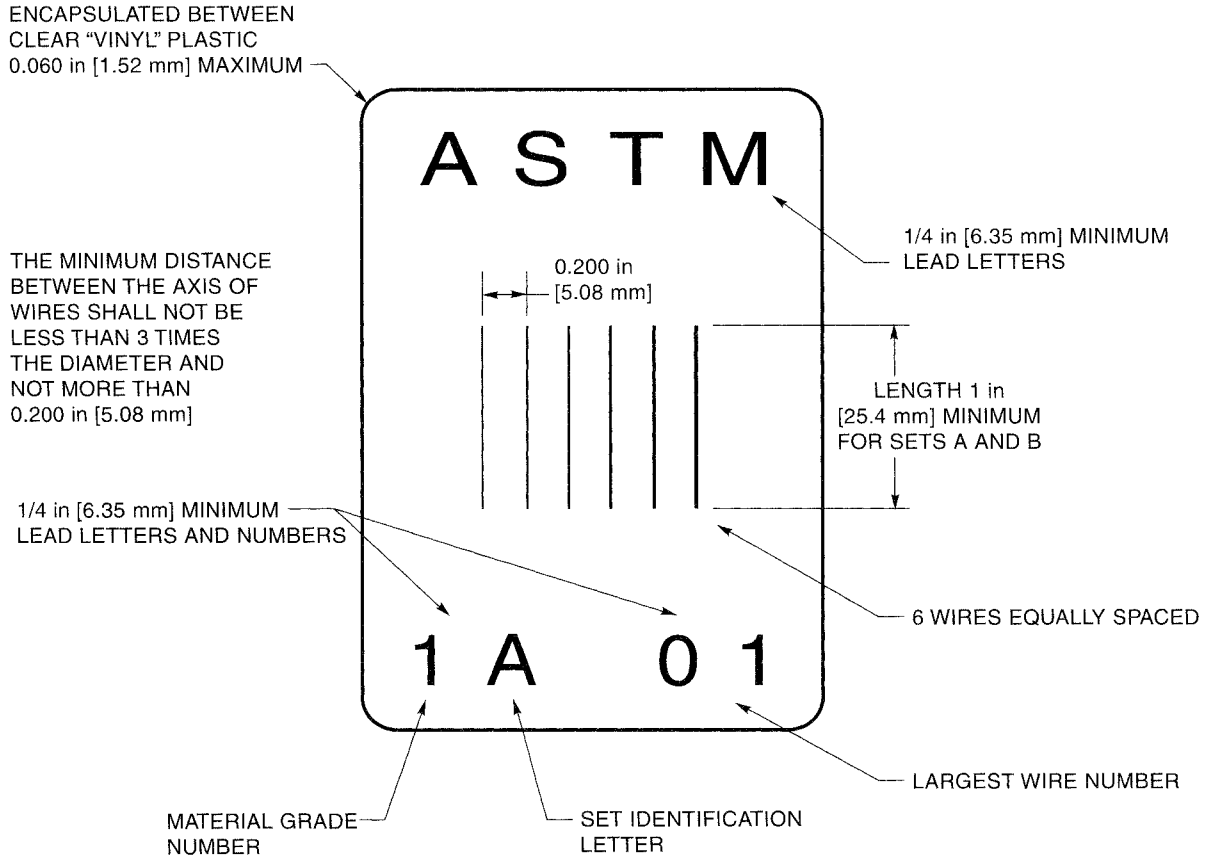 ENCAPSULATED BETWEEN
CLEAR “VINYL” PLASTIC
0.060 in [1.52 mm] MAXIMUM
A S T M
1/4 in [6.35 mm] MINIMUM
LEAD LETTERS
THE MINIMUM DISTANCE
BETWEEN THE AXIS OF
WIRES SHALL NOT BE
LESS THAN 3 TIMES
THE DIAMETER AND
NOT MORE THAN
0.200 in [5.08 mm]
0.200 in
[5.08 mm]
LENGTH 1 in
[25.4 mm] MINIMUM
FOR SETS A AND B
1/4 in [6.35 mm] MINIMUM
LEAD LETTERS AND NUMBERS
6 WIRES EQUALLY SPACED
1 A 0 1
LARGEST WIRE NUMBER
MATERIAL GRADE
NUMBER
SET IDENTIFICATION
LETTER